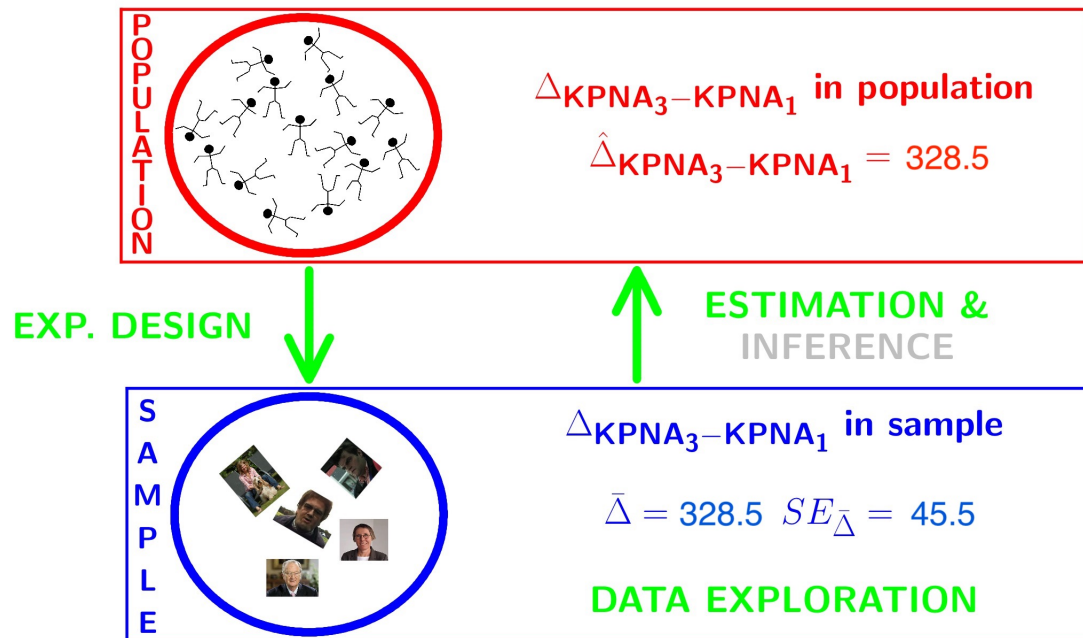 POPULATION
Δ_KPNA₃−KPNA₁ in population
Δ̂_KPNA₃−KPNA₁ = 328.5
EXP. DESIGN
ESTIMATION &
INFERENCE
SAMPLE
Δ_KPNA₃−KPNA₁ in sample
Δ̄ = 328.5 SE_Δ̄ = 45.5
DATA EXPLORATION